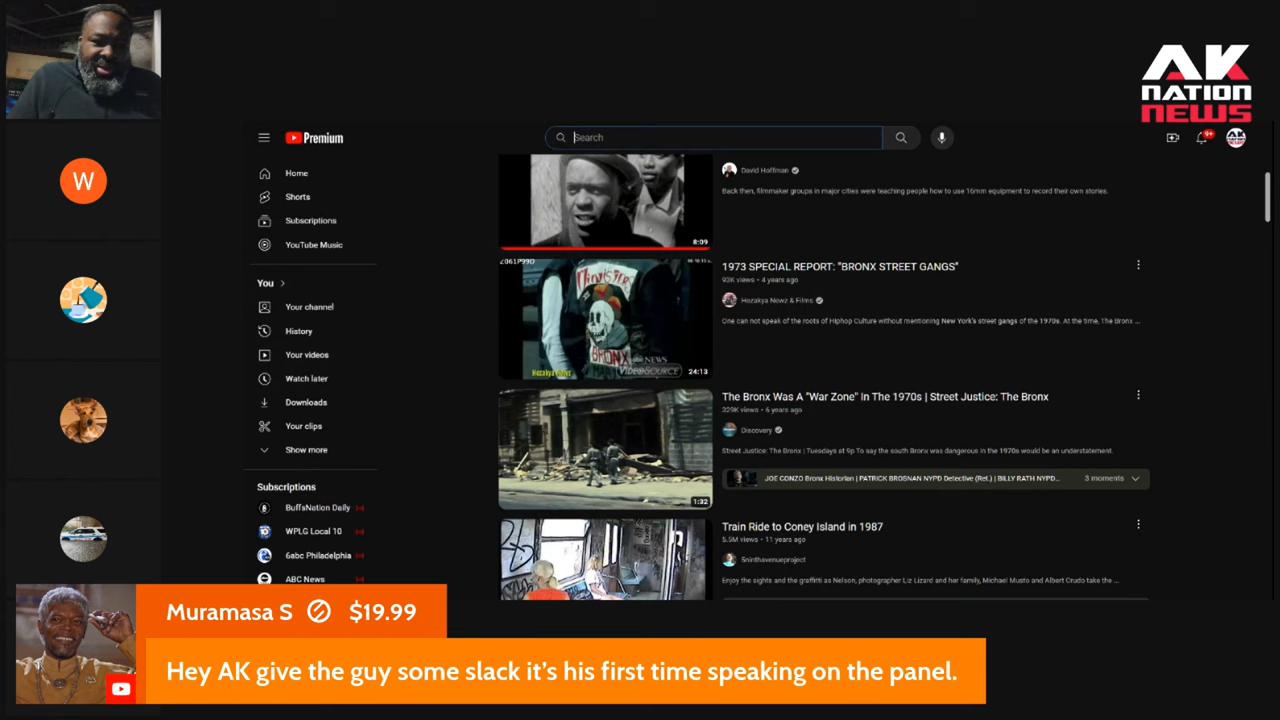 AK
NATION
NEWS
Premium
Search
9+
Home
Shorts
Subscriptions
YouTube Music
You
Your channel
History
Your videos
Watch later
Downloads
Your clips
Show more
Subscriptions
BuffsNation Daily
WPLG Local 10
6abc Philadelphia
ABC News
W
8:09
David Hoffman
Back then, filmmaker groups in major cities were teaching people how to use 16mm equipment to record their own stories.
BRONX
NEWS
VIDEOSOURCE
24:13
1973 SPECIAL REPORT: "BRONX STREET GANGS"
93K views • 4 years ago
Hezakya Newz & Films
One can not speak of the roots of Hiphop Culture without mentioning New York's street gangs of the 1970s. At the time, The Bronx ...
1:32
The Bronx Was A "War Zone" In The 1970s | Street Justice: The Bronx
329K views • 6 years ago
Discovery
Street Justice: The Bronx | Tuesdays at 9p To say the south Bronx was dangerous in the 1970s would be an understatement.
JOE CONZO Bronx Historian | PATRICK BROSNAN NYPD Detective (Ret.) | BILLY RATH NYPD...
3 moments
Train Ride to Coney Island in 1987
5.5M views • 11 years ago
5ninthavenueproject
Enjoy the sights and the graffitti as Nelson, photographer Liz Lizard and her family, Michael Musto and Albert Crudo take the ...
Muramasa S $19.99
Hey AK give the guy some slack it's his first time speaking on the panel.